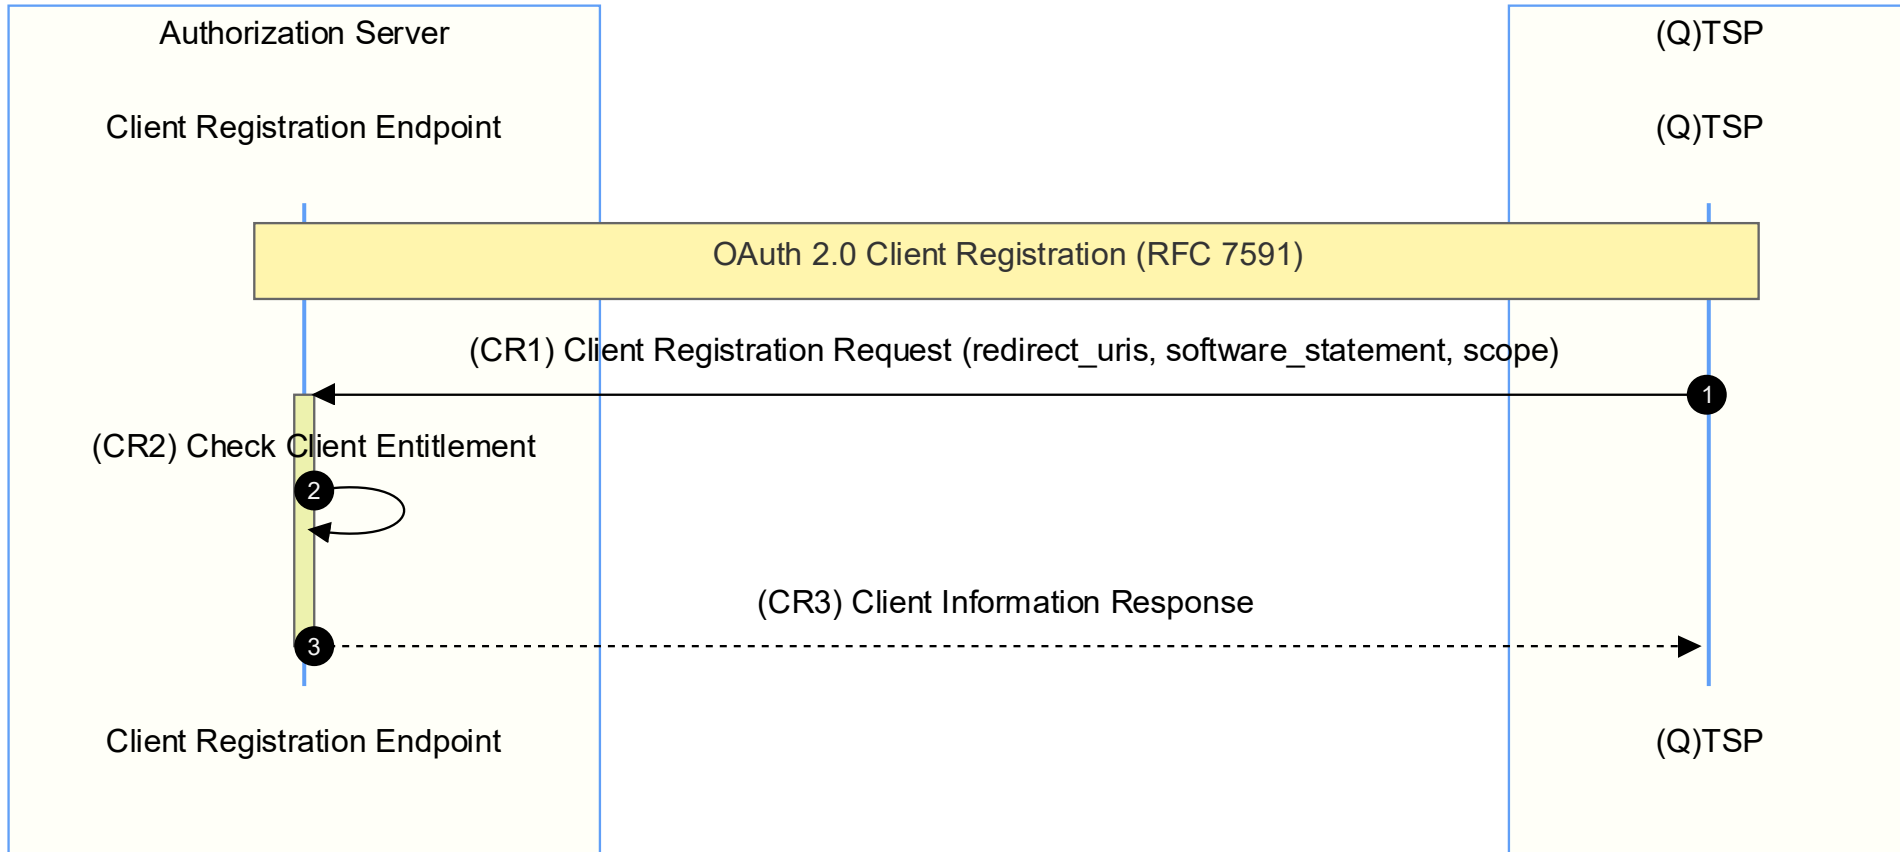 Authorization Server
(Q)TSP
Client Registration Endpoint
(Q)TSP
OAuth 2.0 Client Registration (RFC 7591)
(CR1) Client Registration Request (redirect_uris, software_statement, scope)
1
(CR2) Check Client Entitlement
2
(CR3) Client Information Response
3
Client Registration Endpoint
(Q)TSP